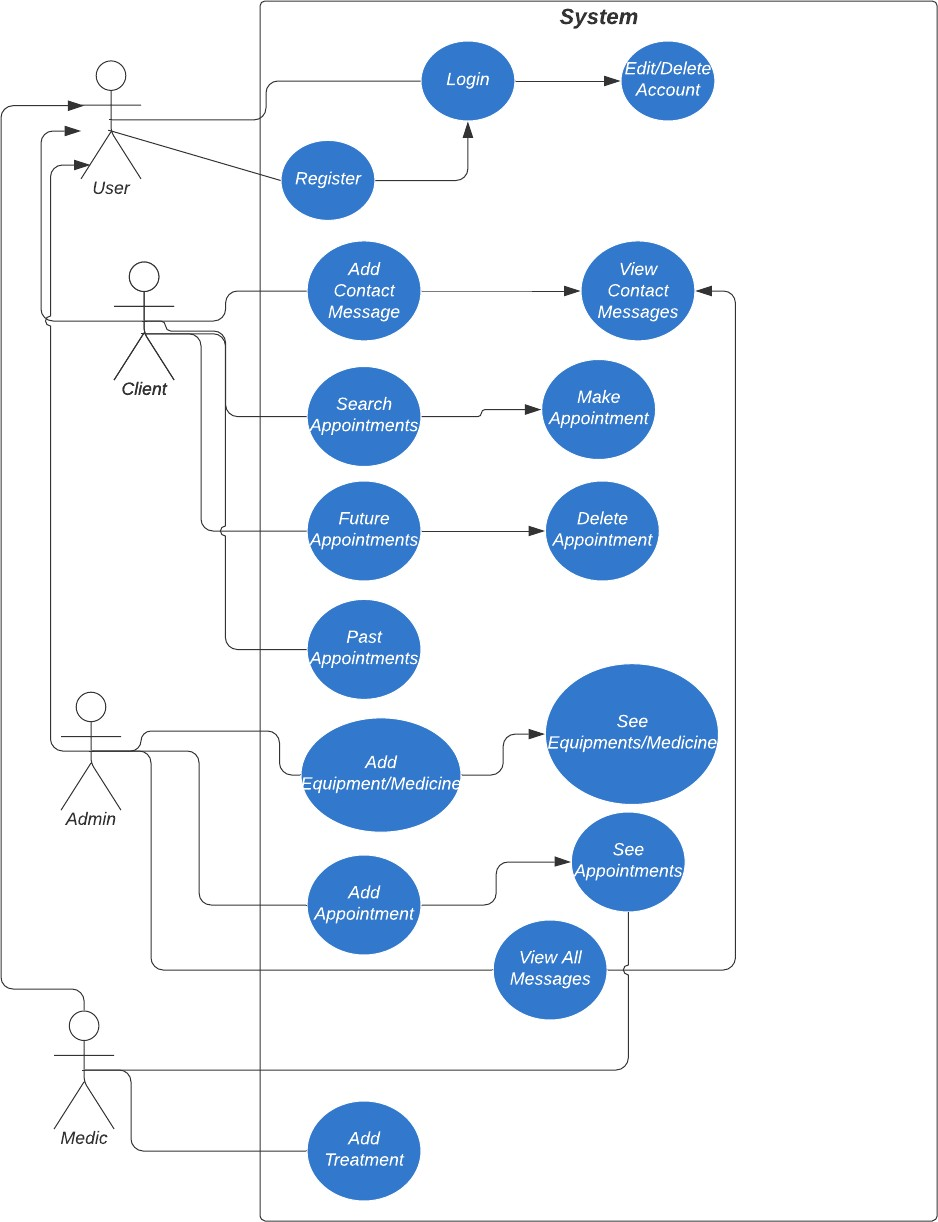 System
Login
Edit/Delete
Account
User
Register
Add
Contact
Message
View
Contact
Messages
Client
Search
Appointments
Make
Appointment
Future
Appointments
Delete
Appointment
Past
Appointments
See
Equipments/Medicine
Add
Equipment/Medicine
Admin
See
Appointments
Add
Appointment
View All
Messages
Medic
Add
Treatment